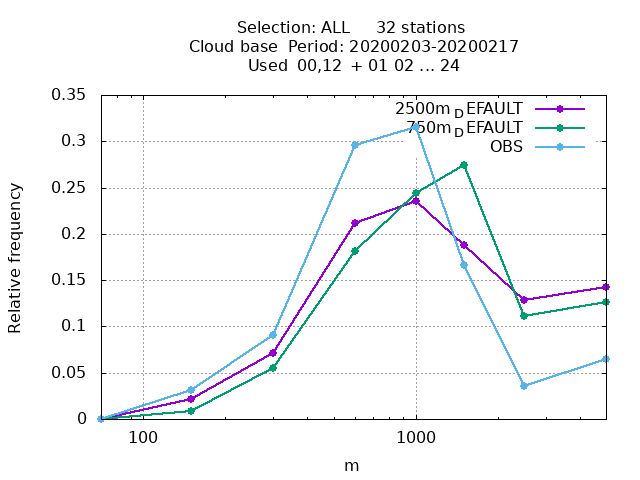 Selection: ALL 32 stations
Cloud base Period: 20200203-20200217
Used 00,12 + 01 02 ... 24
0.35
0.3
0.25
0.2
0.15
0.1
0.05
0
100
1000
m
Relative frequency
2500m_DEFAULT
750m_DEFAULT
OBS